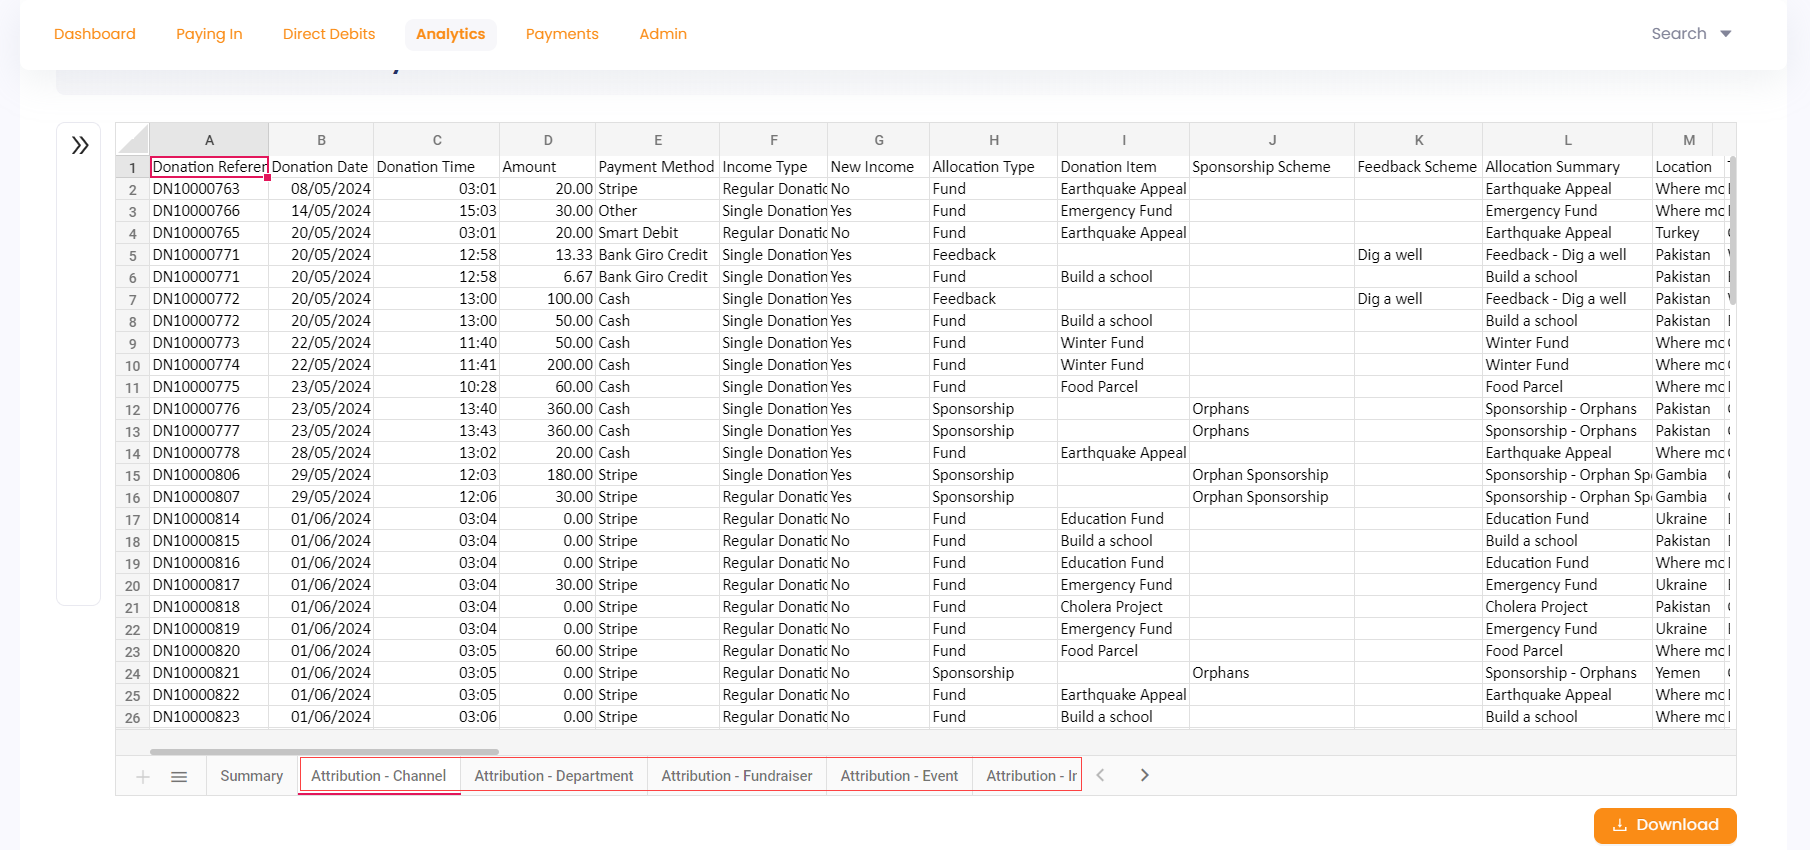 Dashboard Paying In Direct Debits Analytics Payments Admin Search
A B C D E F G H I J K L M
1 Donation Referen Donation Date Donation Time Amount Payment Method Income Type New Income Allocation Type Donation Item Sponsorship Scheme Feedback Scheme Allocation Summary Location
2 DN10000763 08/05/2024 03:01 20.00 Stripe Regular Donatic No Fund Earthquake Appeal Earthquake Appeal Where mo
3 DN10000766 14/05/2024 15:03 30.00 Other Single Donation Yes Fund Emergency Fund Emergency Fund Where mo
4 DN10000765 20/05/2024 03:01 20.00 Smart Debit Regular Donatic No Fund Earthquake Appeal Earthquake Appeal Turkey
5 DN10000771 20/05/2024 12:58 13.33 Bank Giro Credit Single Donation Yes Feedback Dig a well Feedback - Dig a well Pakistan
6 DN10000771 20/05/2024 12:58 6.67 Bank Giro Credit Single Donation Yes Fund Build a school Build a school Pakistan
7 DN10000772 20/05/2024 13:00 100.00 Cash Single Donation Yes Feedback Dig a well Feedback - Dig a well Pakistan
8 DN10000772 20/05/2024 13:00 50.00 Cash Single Donation Yes Fund Build a school Build a school Pakistan
9 DN10000773 22/05/2024 11:40 50.00 Cash Single Donation Yes Fund Winter Fund Winter Fund Where mo
10 DN10000774 22/05/2024 11:41 200.00 Cash Single Donation Yes Fund Winter Fund Winter Fund Where mo
11 DN10000775 23/05/2024 10:28 60.00 Cash Single Donation Yes Fund Food Parcel Food Parcel Where mo
12 DN10000776 23/05/2024 13:40 360.00 Cash Single Donation Yes Sponsorship Orphans Sponsorship - Orphans Pakistan
13 DN10000777 23/05/2024 13:43 360.00 Cash Single Donation Yes Sponsorship Orphans Sponsorship - Orphans Pakistan
14 DN10000778 28/05/2024 13:02 20.00 Cash Single Donation Yes Fund Earthquake Appeal Earthquake Appeal Where mo
15 DN10000806 29/05/2024 12:03 180.00 Stripe Single Donation Yes Sponsorship Orphan Sponsorship Sponsorship - Orphan Sp Gambia
16 DN10000807 29/05/2024 12:06 30.00 Stripe Regular Donatic Yes Sponsorship Orphan Sponsorship Sponsorship - Orphan Sp Gambia
17 DN10000814 01/06/2024 03:04 0.00 Stripe Regular Donatic No Fund Education Fund Education Fund Ukraine
18 DN10000815 01/06/2024 03:04 0.00 Stripe Regular Donatic No Fund Build a school Build a school Pakistan
19 DN10000816 01/06/2024 03:04 0.00 Stripe Regular Donatic No Fund Education Fund Education Fund Where mo
20 DN10000817 01/06/2024 03:04 30.00 Stripe Regular Donatic No Fund Emergency Fund Emergency Fund Ukraine
21 DN10000818 01/06/2024 03:04 0.00 Stripe Regular Donatic No Fund Cholera Project Cholera Project Pakistan
22 DN10000819 01/06/2024 03:04 0.00 Stripe Regular Donatic No Fund Emergency Fund Emergency Fund Ukraine
23 DN10000820 01/06/2024 03:05 60.00 Stripe Regular Donatic No Fund Food Parcel Food Parcel Where mo
24 DN10000821 01/06/2024 03:05 0.00 Stripe Regular Donatic No Sponsorship Orphans Sponsorship - Orphans Yemen
25 DN10000822 01/06/2024 03:05 0.00 Stripe Regular Donatic No Fund Earthquake Appeal Earthquake Appeal Where mo
26 DN10000823 01/06/2024 03:06 0.00 Stripe Regular Donatic No Fund Build a school Build a school Where mo
Summary Attribution - Channel Attribution - Department Attribution - Fundraiser Attribution - Event Attribution - Ir
Download